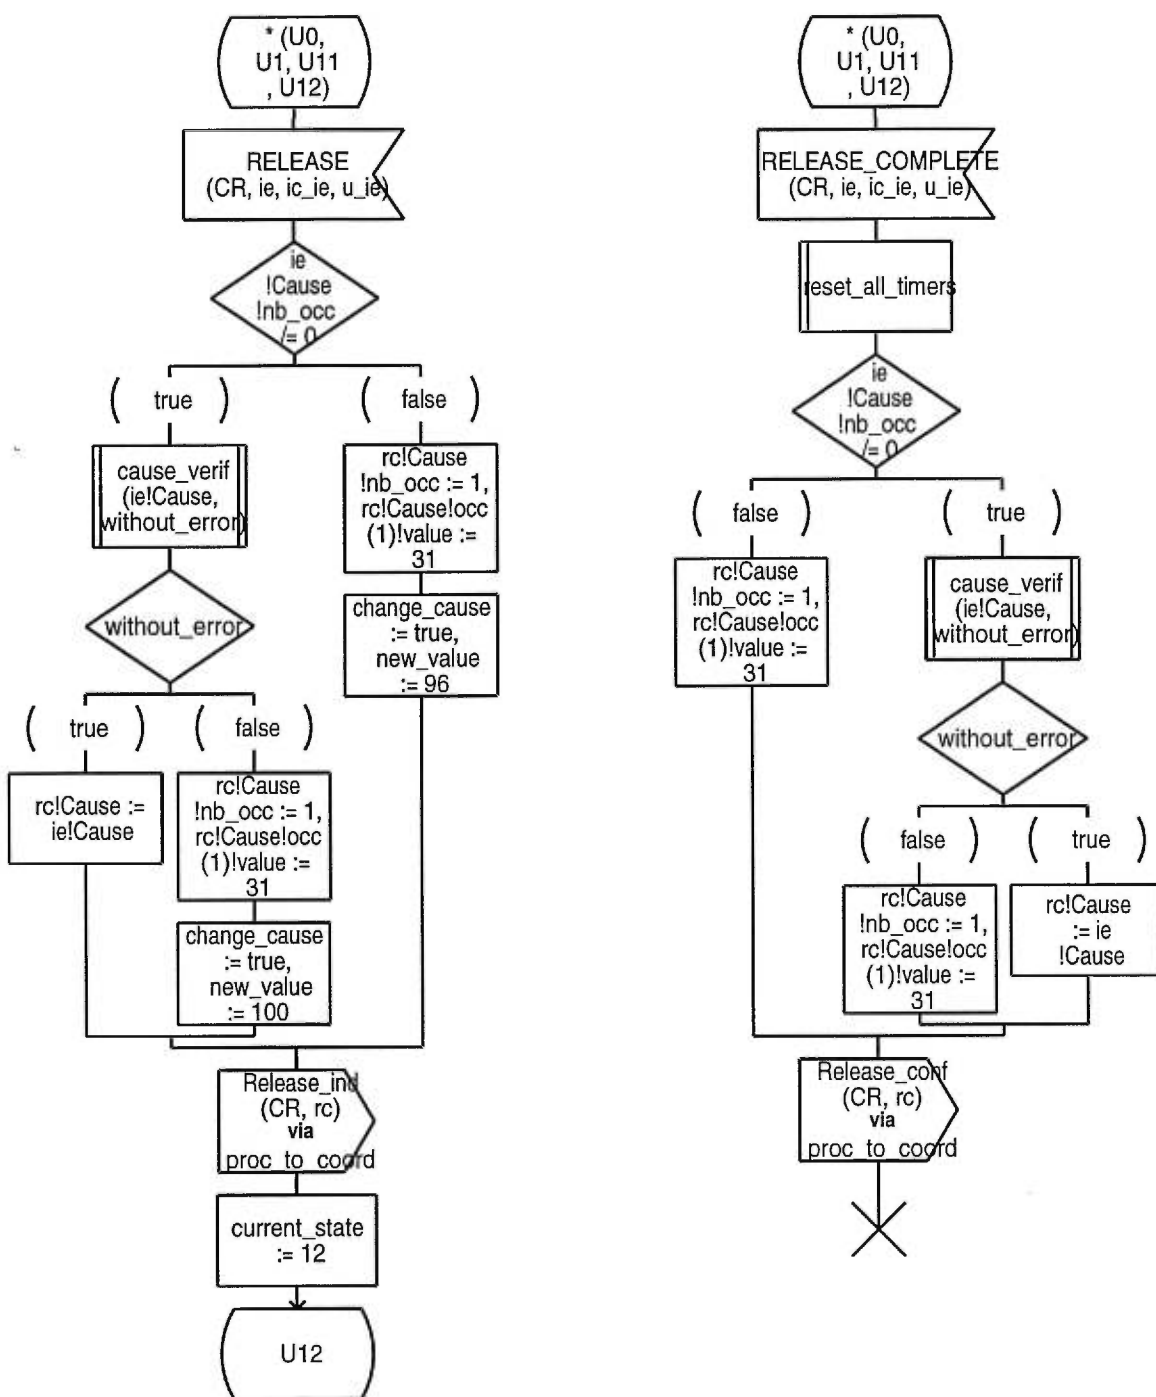 * (U0,
U1, U11
, U12)
RELEASE
(CR, ie, ic_ie, u_ie)
ie
!Cause
!nb_occ
/= 0
( true )
( false )
cause_verif
(ie!Cause,
without_error)
rc!Cause
!nb_occ := 1,
rc!Cause!occ
(1)!value :=
31
change_cause
:= true,
new_value
:= 96
without_error
( true )
( false )
rc!Cause :=
ie!Cause
rc!Cause
!nb_occ := 1,
rc!Cause!occ
(1)!value :=
31
change_cause
:= true,
new_value
:= 100
Release_ind
(CR, rc)
via
proc_to_coord
current_state
:= 12
U12
* (U0,
U1, U11
, U12)
RELEASE_COMPLETE
(CR, ie, ic_ie, u_ie)
reset_all_timers
ie
!Cause
!nb_occ
/= 0
( false )
( true )
rc!Cause
!nb_occ := 1,
rc!Cause!occ
(1)!value :=
31
cause_verif
(ie!Cause,
without_error)
without_error
( false )
( true )
rc!Cause
!nb_occ := 1,
rc!Cause!occ
(1)!value :=
31
rc!Cause
:= ie
!Cause
Release_conf
(CR, rc)
via
proc_to_coord